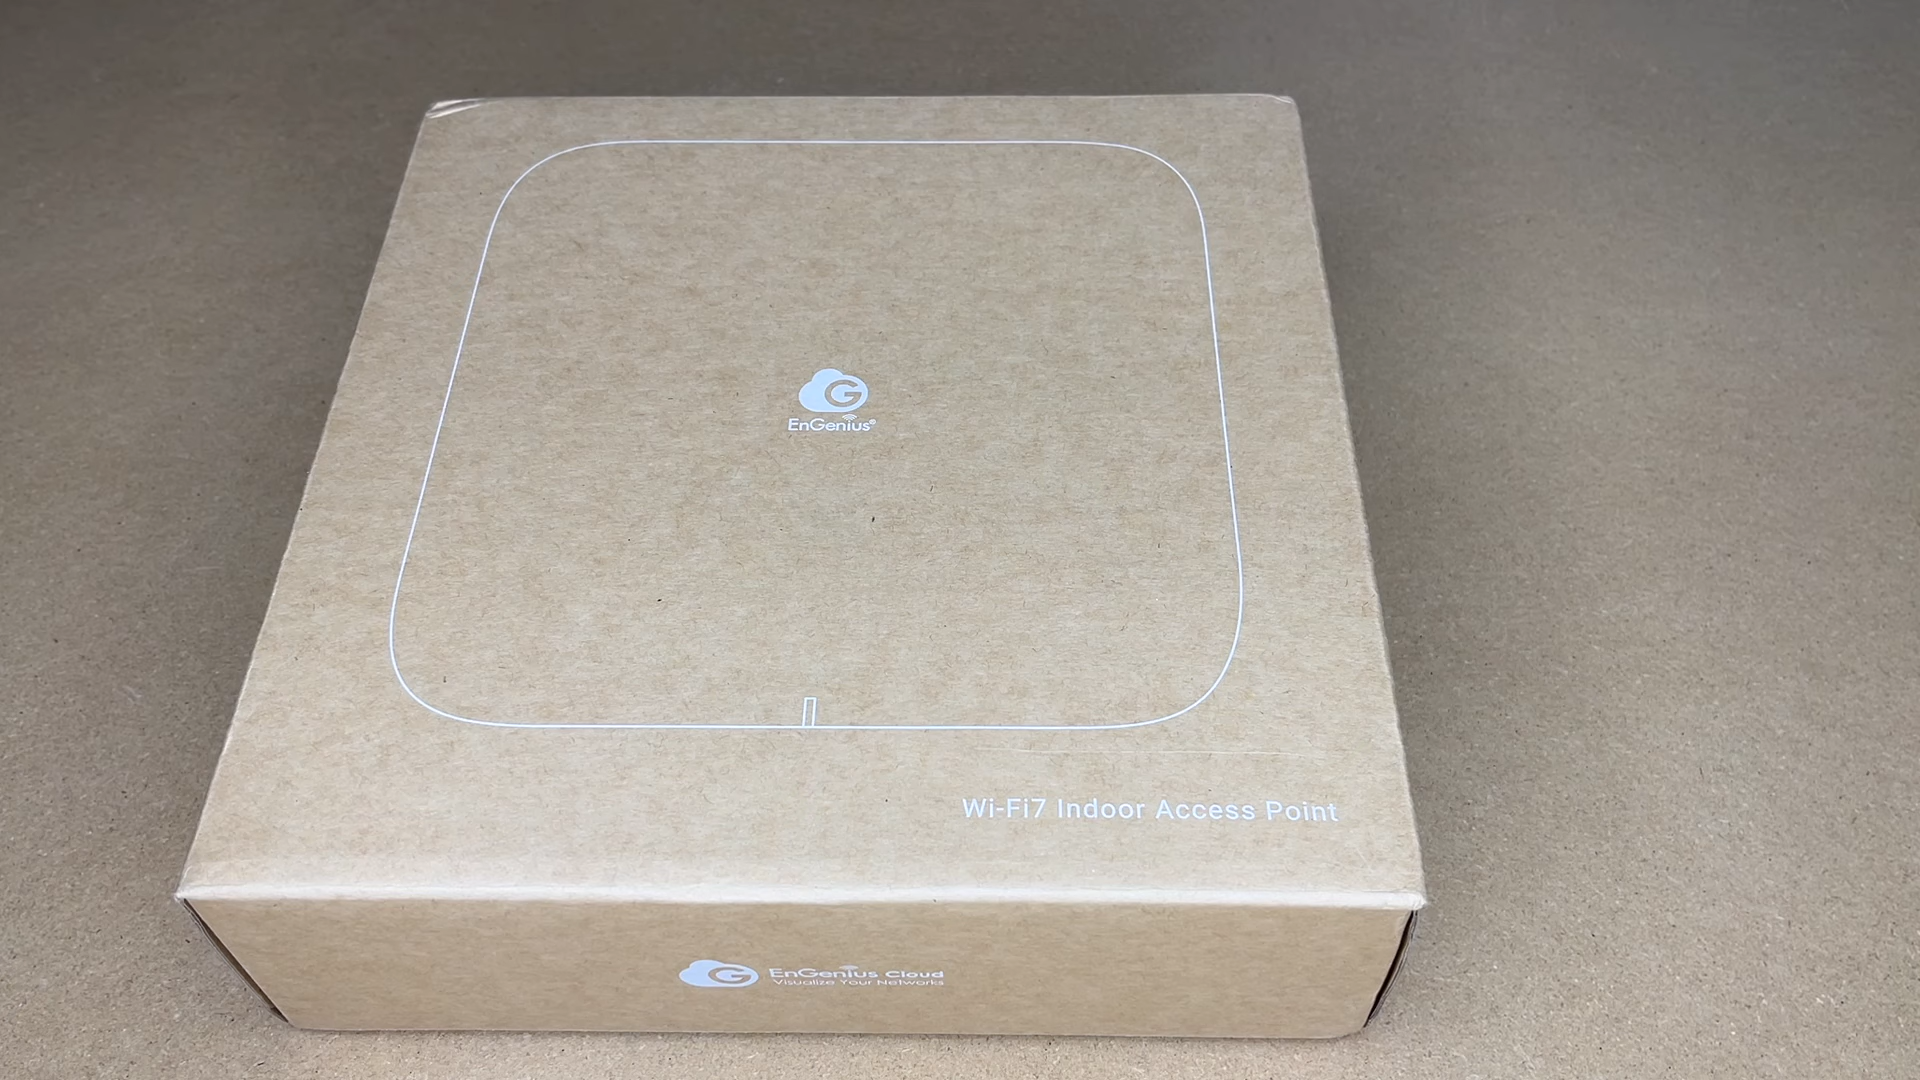 G
EnGenius®
Wi-Fi7 Indoor Access Point
G EnGenius Cloud
Visualize Your Networks